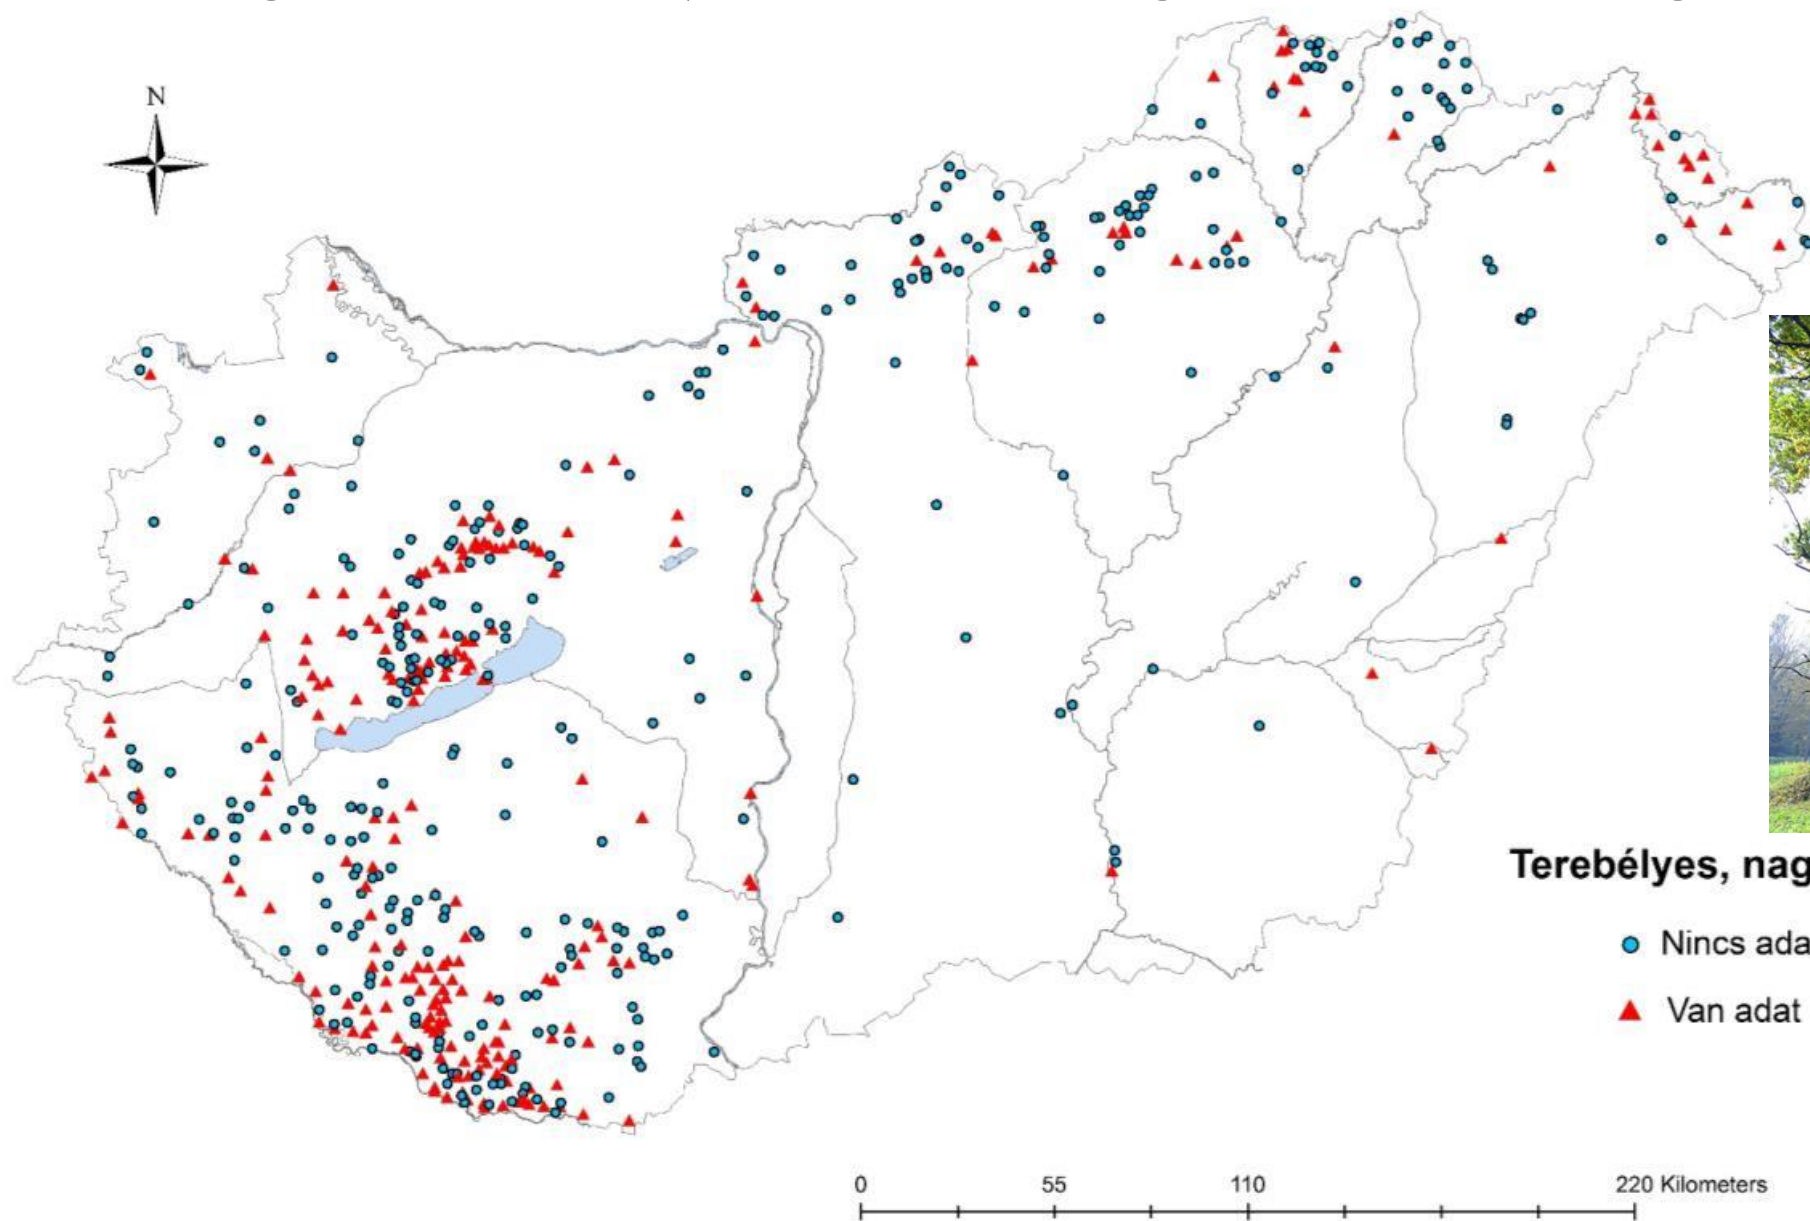 N
Terebélyes, nag
Nincs ada
Van adat
0 55 110 220 Kilometers